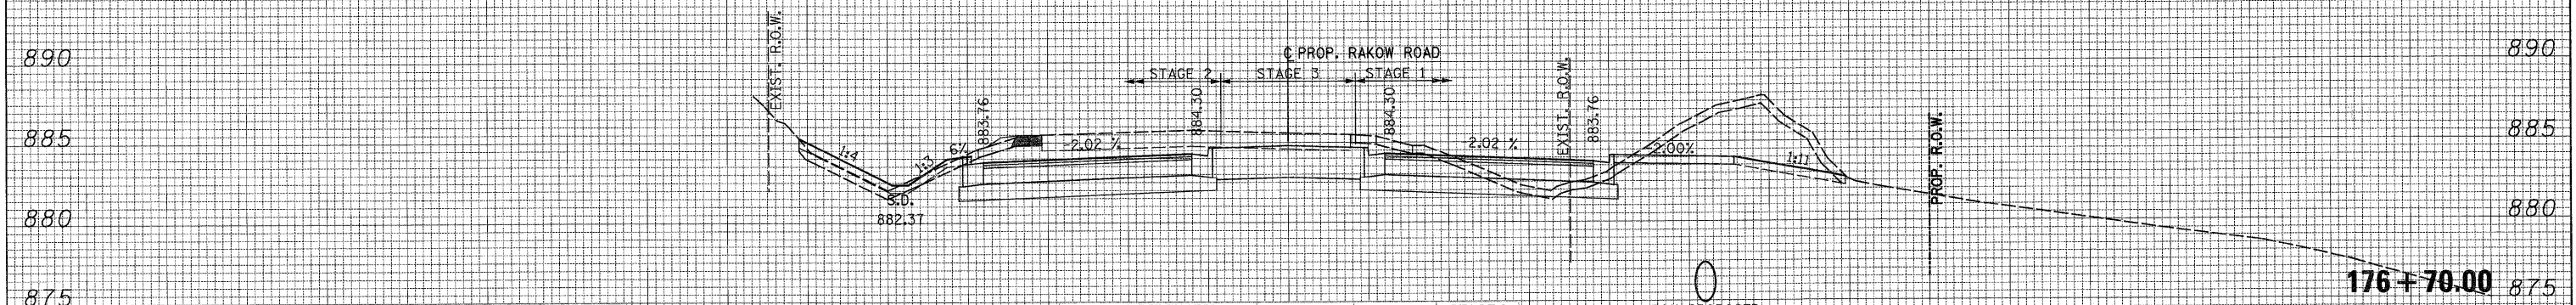 EXIST. R.O.W.
℄ PROP. RAKOW ROAD
890
890
STAGE 2
STAGE 3
STAGE 1
EXIST. R.O.W.
883.76
884.30
884.30
883.76
885
885
1:4
1:3
6%
-2.02 %
2.02 %
2.00%
1:11
PROP. R.O.W.
S.D.
882.37
880
880
176 + 70.00
875
875